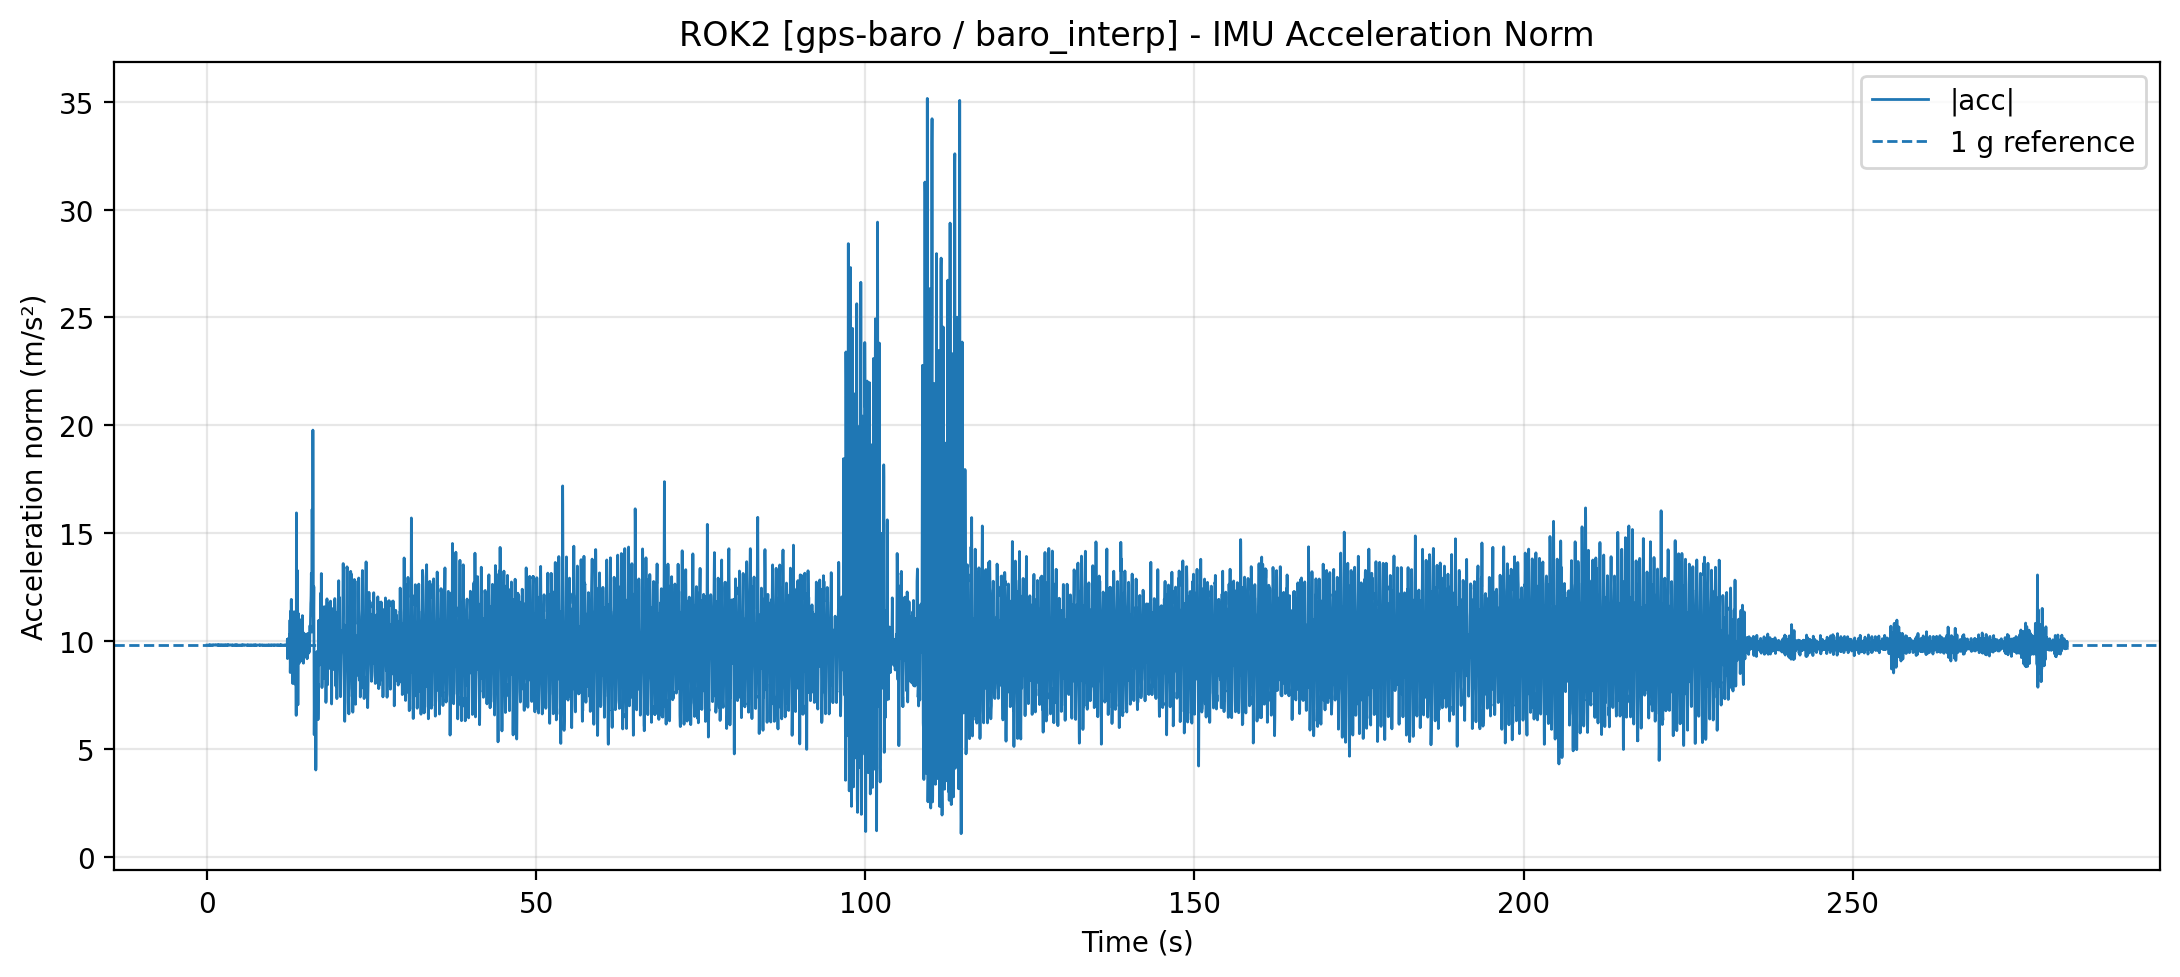 ROK2 [gps-baro / baro_interp] - IMU Acceleration Norm
|acc|
1 g reference
Acceleration norm (m/s²)
35
30
25
20
15
10
5
0
0 50 100 150 200 250
Time (s)